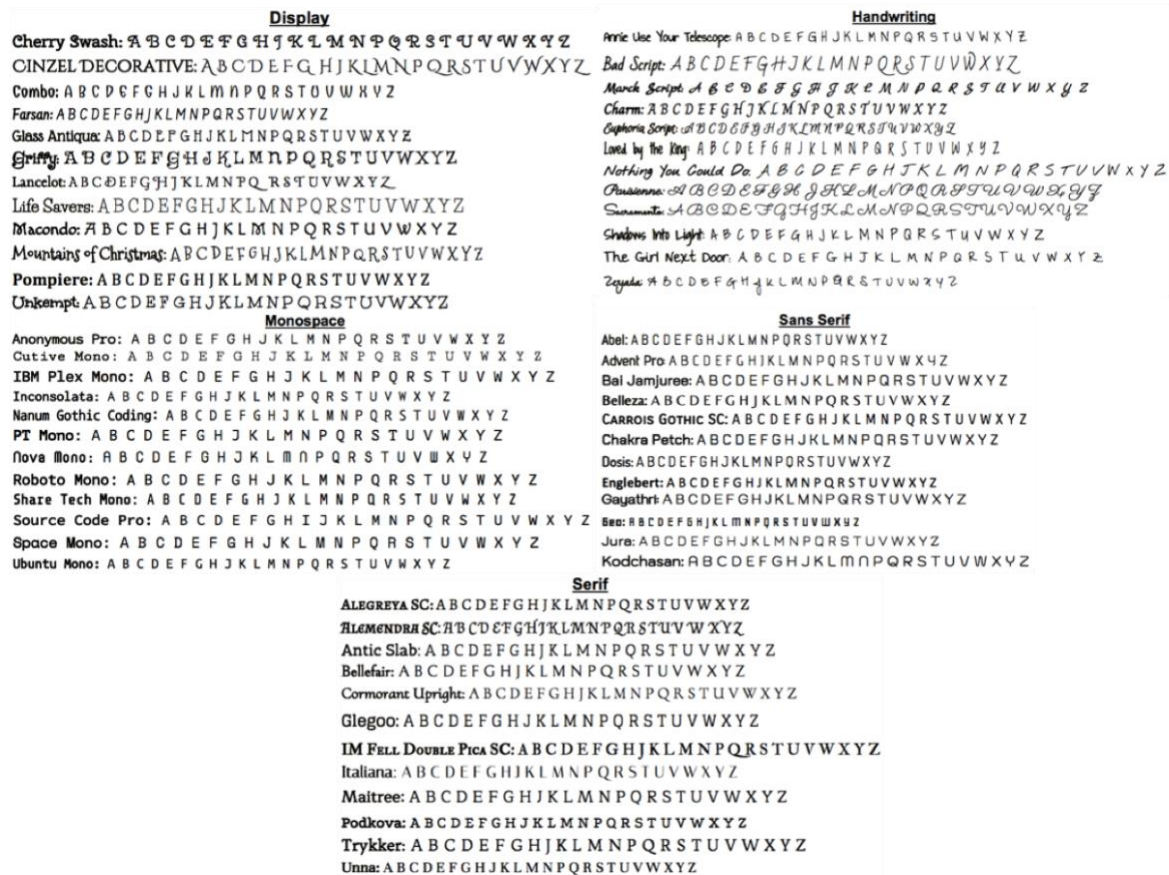 Display
Cherry Swash: A B C D E F G H J K L M N P Q R S T U V W X Y Z
CINZEL DECORATIVE: A B C D E F G H J K L M N P Q R S T U V W X Y Z
Combo: A B C D E F G H J K L M N P Q R S T U V W X Y Z
Farsan: A B C D E F G H J K L M N P Q R S T U V W X Y Z
Glass Antiqua: A B C D E F G H J K L M N P Q R S T U V W X Y Z
Griffy: A B C D E F G H J K L M N P Q R S T U V W X Y Z
Lancelot: A B C D E F G H J K L M N P Q R S T U V W X Y Z
Life Savers: A B C D E F G H J K L M N P Q R S T U V W X Y Z
Macondo: A B C D E F G H J K L M N P Q R S T U V W X Y Z
Mountains of Christmas: A B C D E F G H J K L M N P Q R S T U V W X Y Z
Pompiere: A B C D E F G H J K L M N P Q R S T U V W X Y Z
Unkempt: A B C D E F G H J K L M N P Q R S T U V W X Y Z
Handwriting
Annie Use Your Telescope: A B C D E F G H J K L M N P Q R S T U V W X Y Z
Bad Script: A B C D E F G H J K L M N P Q R S T U V W X Y Z
Marck Script: A B C D E F G H J K L M N P Q R S T U V W X Y Z
Charm: A B C D E F G H J K L M N P Q R S T U V W X Y Z
Euphoria Script: A B C D E F G H J K L M N P Q R S T U V W X Y Z
Loved by the King: A B C D E F G H J K L M N P Q R S T U V W X Y Z
Nothing You Could Do: A B C D E F G H J K L M N P Q R S T U V W X Y Z
Parisienne: A B C D E F G H J K L M N P Q R S T U V W X Y Z
Sacramento: A B C D E F G H J K L M N P Q R S T U V W X Y Z
Shadows Into Light: A B C D E F G H J K L M N P Q R S T U V W X Y Z
The Girl Next Door: A B C D E F G H J K L M N P Q R S T U V W X Y Z
Zeyada: A B C D E F G H J K L M N P Q R S T U V W X Y Z
Monospace
Anonymous Pro: A B C D E F G H J K L M N P Q R S T U V W X Y Z
Cutive Mono: A B C D E F G H J K L M N P Q R S T U V W X Y Z
IBM Plex Mono: A B C D E F G H J K L M N P Q R S T U V W X Y Z
Inconsolata: A B C D E F G H J K L M N P Q R S T U V W X Y Z
Nanum Gothic Coding: A B C D E F G H J K L M N P Q R S T U V W X Y Z
PT Mono: A B C D E F G H J K L M N P Q R S T U V W X Y Z
Nova Mono: A B C D E F G H J K L M N P Q R S T U V W X Y Z
Roboto Mono: A B C D E F G H J K L M N P Q R S T U V W X Y Z
Share Tech Mono: A B C D E F G H J K L M N P Q R S T U V W X Y Z
Source Code Pro: A B C D E F G H I J K L M N P Q R S T U V W X Y Z
Space Mono: A B C D E F G H J K L M N P Q R S T U V W X Y Z
Ubuntu Mono: A B C D E F G H J K L M N P Q R S T U V W X Y Z
Sans Serif
Abel: A B C D E F G H J K L M N P Q R S T U V W X Y Z
Advent Pro: A B C D E F G H J K L M N P Q R S T U V W X Y Z
Bai Jamjuree: A B C D E F G H J K L M N P Q R S T U V W X Y Z
Belleza: A B C D E F G H J K L M N P Q R S T U V W X Y Z
CARROIS GOTHIC SC: A B C D E F G H J K L M N P Q R S T U V W X Y Z
Chakra Petch: A B C D E F G H J K L M N P Q R S T U V W X Y Z
Dosis: A B C D E F G H J K L M N P Q R S T U V W X Y Z
Englebert: A B C D E F G H J K L M N P Q R S T U V W X Y Z
Gayathri: A B C D E F G H J K L M N P Q R S T U V W X Y Z
Geo: A B C D E F G H J K L M N P Q R S T U V W X Y Z
Jura: A B C D E F G H J K L M N P Q R S T U V W X Y Z
Kodchasan: A B C D E F G H J K L M N P Q R S T U V W X Y Z
Serif
ALEGREYA SC: A B C D E F G H J K L M N P Q R S T U V W X Y Z
ALEMENDRA SC: A B C D E F G H J K L M N P Q R S T U V W X Y Z
Antic Slab: A B C D E F G H J K L M N P Q R S T U V W X Y Z
Bellefair: A B C D E F G H J K L M N P Q R S T U V W X Y Z
Cormorant Upright: A B C D E F G H J K L M N P Q R S T U V W X Y Z
Glegoo: A B C D E F G H J K L M N P Q R S T U V W X Y Z
IM FELL DOUBLE PICA SC: A B C D E F G H J K L M N P Q R S T U V W X Y Z
Italiana: A B C D E F G H J K L M N P Q R S T U V W X Y Z
Maitree: A B C D E F G H J K L M N P Q R S T U V W X Y Z
Podkova: A B C D E F G H J K L M N P Q R S T U V W X Y Z
Trykker: A B C D E F G H J K L M N P Q R S T U V W X Y Z
Unna: A B C D E F G H J K L M N P Q R S T U V W X Y Z